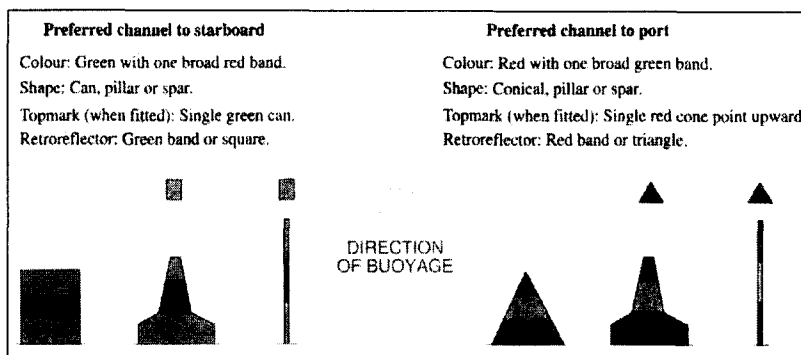 Preferred channel to starboard
Colour: Green with one broad red band.
Shape: Can, pillar or spar.
Topmark (when fitted): Single green can.
Retroreflector: Green band or square.
Preferred channel to port
Colour: Red with one broad green band.
Shape: Conical, pillar or spar.
Topmark (when fitted): Single red cone point upward
Retroreflector: Red band or triangle.
DIRECTION
OF BUOYAGE